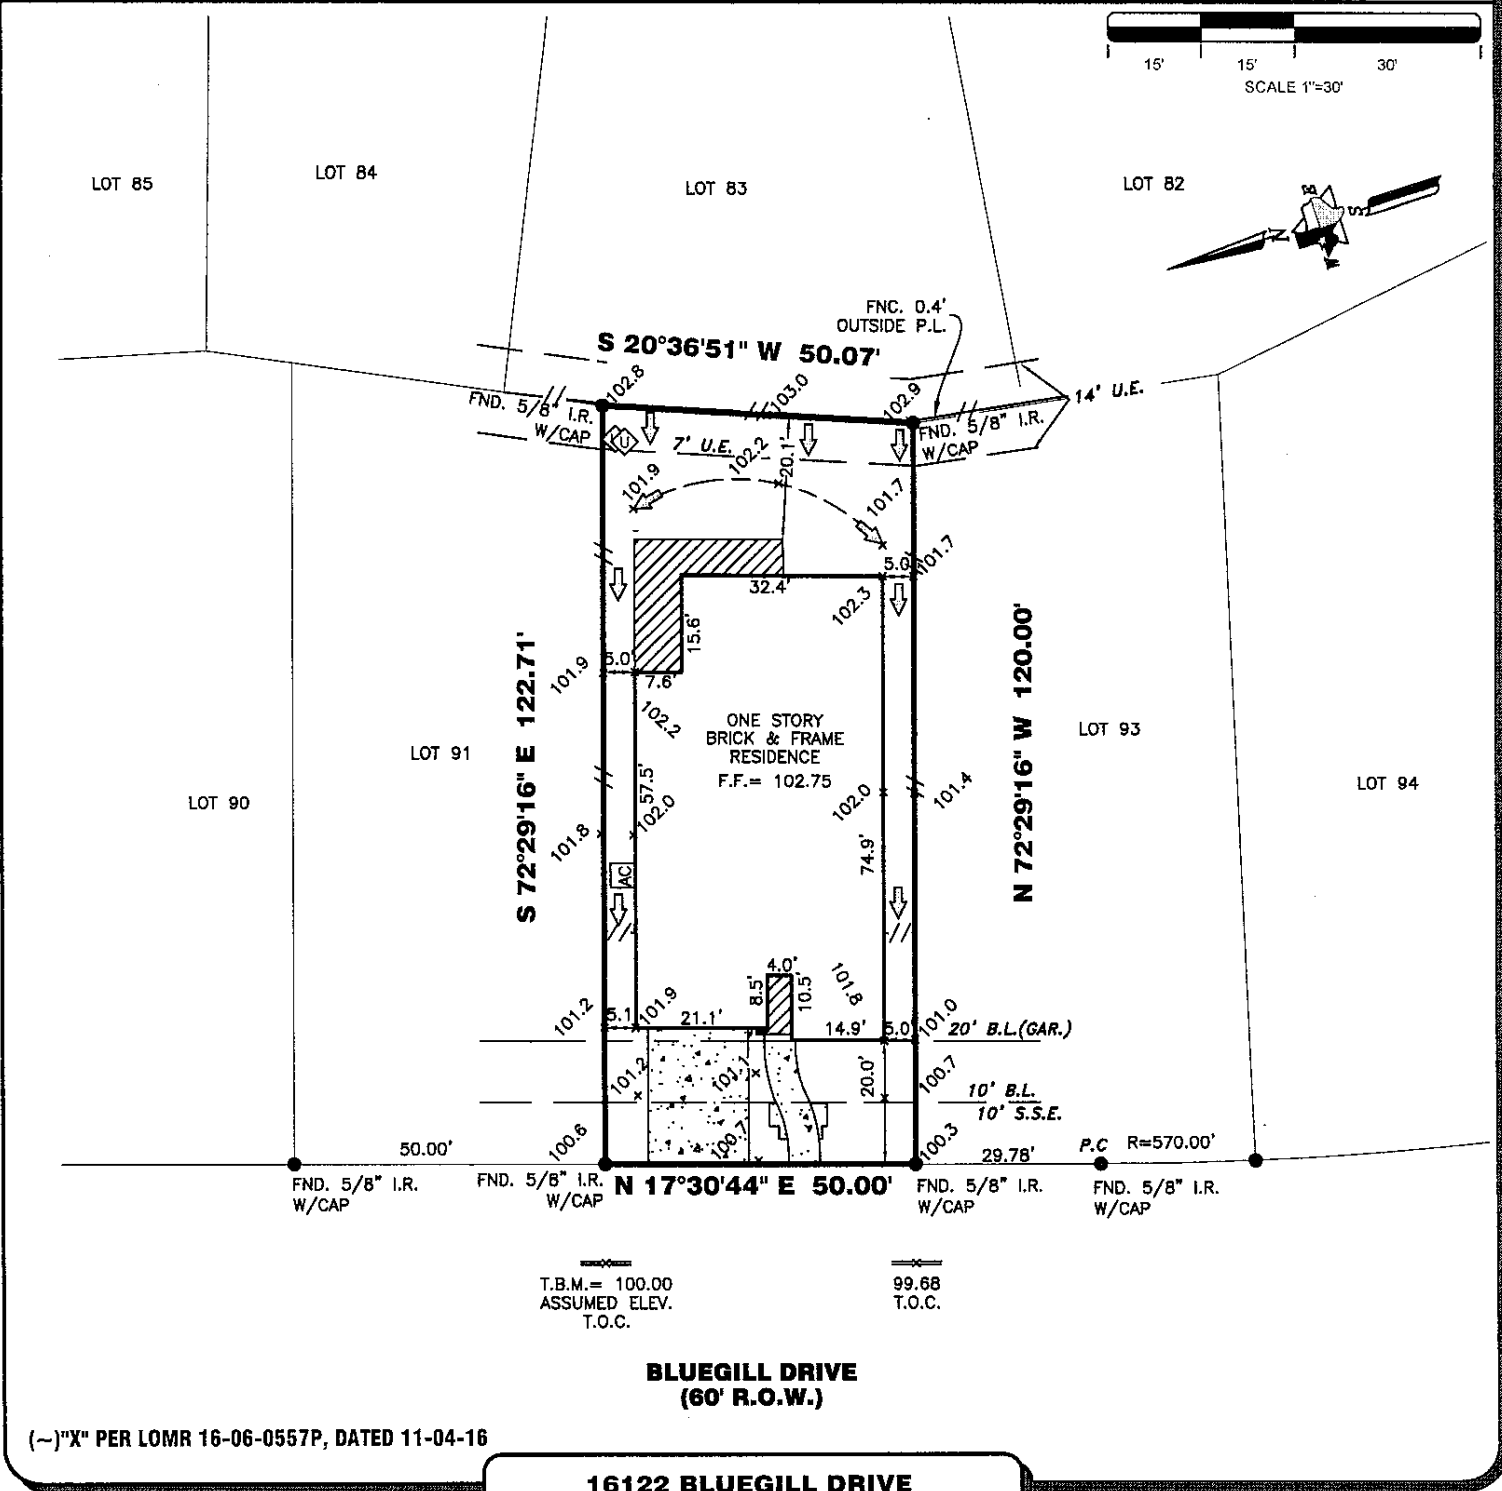 15'
15'
30'
SCALE 1"=30'
LOT 85
LOT 84
LOT 83
LOT 82
N
S
FNC. 0.4'
OUTSIDE P.L.
S 20°36'51" W 50.07'
102.8
103.0
102.9
14' U.E.
FND. 5/8" I.R.
W/CAP
FND. 5/8" I.R.
W/CAP
U
7' U.E.
102.2
20.1'
101.9
101.7
5.0'
101.7
32.4'
102.3
15.6'
5.0'
101.9
7.6'
102.2
S 72°29'16" E 122.71'
N 72°29'16" W 120.00'
ONE STORY
BRICK & FRAME
RESIDENCE
F.F.= 102.75
LOT 90
LOT 91
LOT 93
LOT 94
57.5'
102.0
101.8
102.0
101.4
74.9'
AC
4.0'
8.5'
10.5'
101.8
101.2
5.1
101.9
21.1'
14.9'
5.0'
101.0
20' B.L.(GAR.)
101.2
101.1
20.0'
100.7
10' B.L.
10' S.S.E.
100.6
100.7
100.3
50.00'
29.78'
P.C
R=570.00'
FND. 5/8" I.R.
W/CAP
FND. 5/8" I.R.
W/CAP
N 17°30'44" E 50.00'
FND. 5/8" I.R.
W/CAP
FND. 5/8" I.R.
W/CAP
T.B.M.= 100.00
ASSUMED ELEV.
T.O.C.
99.68
T.O.C.
BLUEGILL DRIVE
(60' R.O.W.)
(~)"X" PER LOMR 16-06-0557P, DATED 11-04-16
16122 BLUEGILL DRIVE